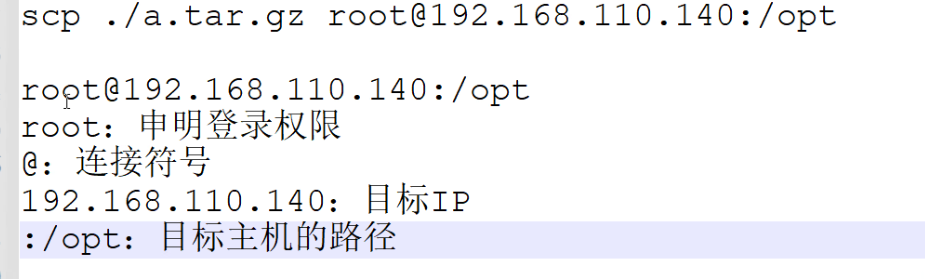 scp ./a.tar.gz root@192.168.110.140:/opt
root@192.168.110.140:/opt
root：申明登录权限
@：连接符号
192.168.110.140：目标IP
:/opt：目标主机的路径